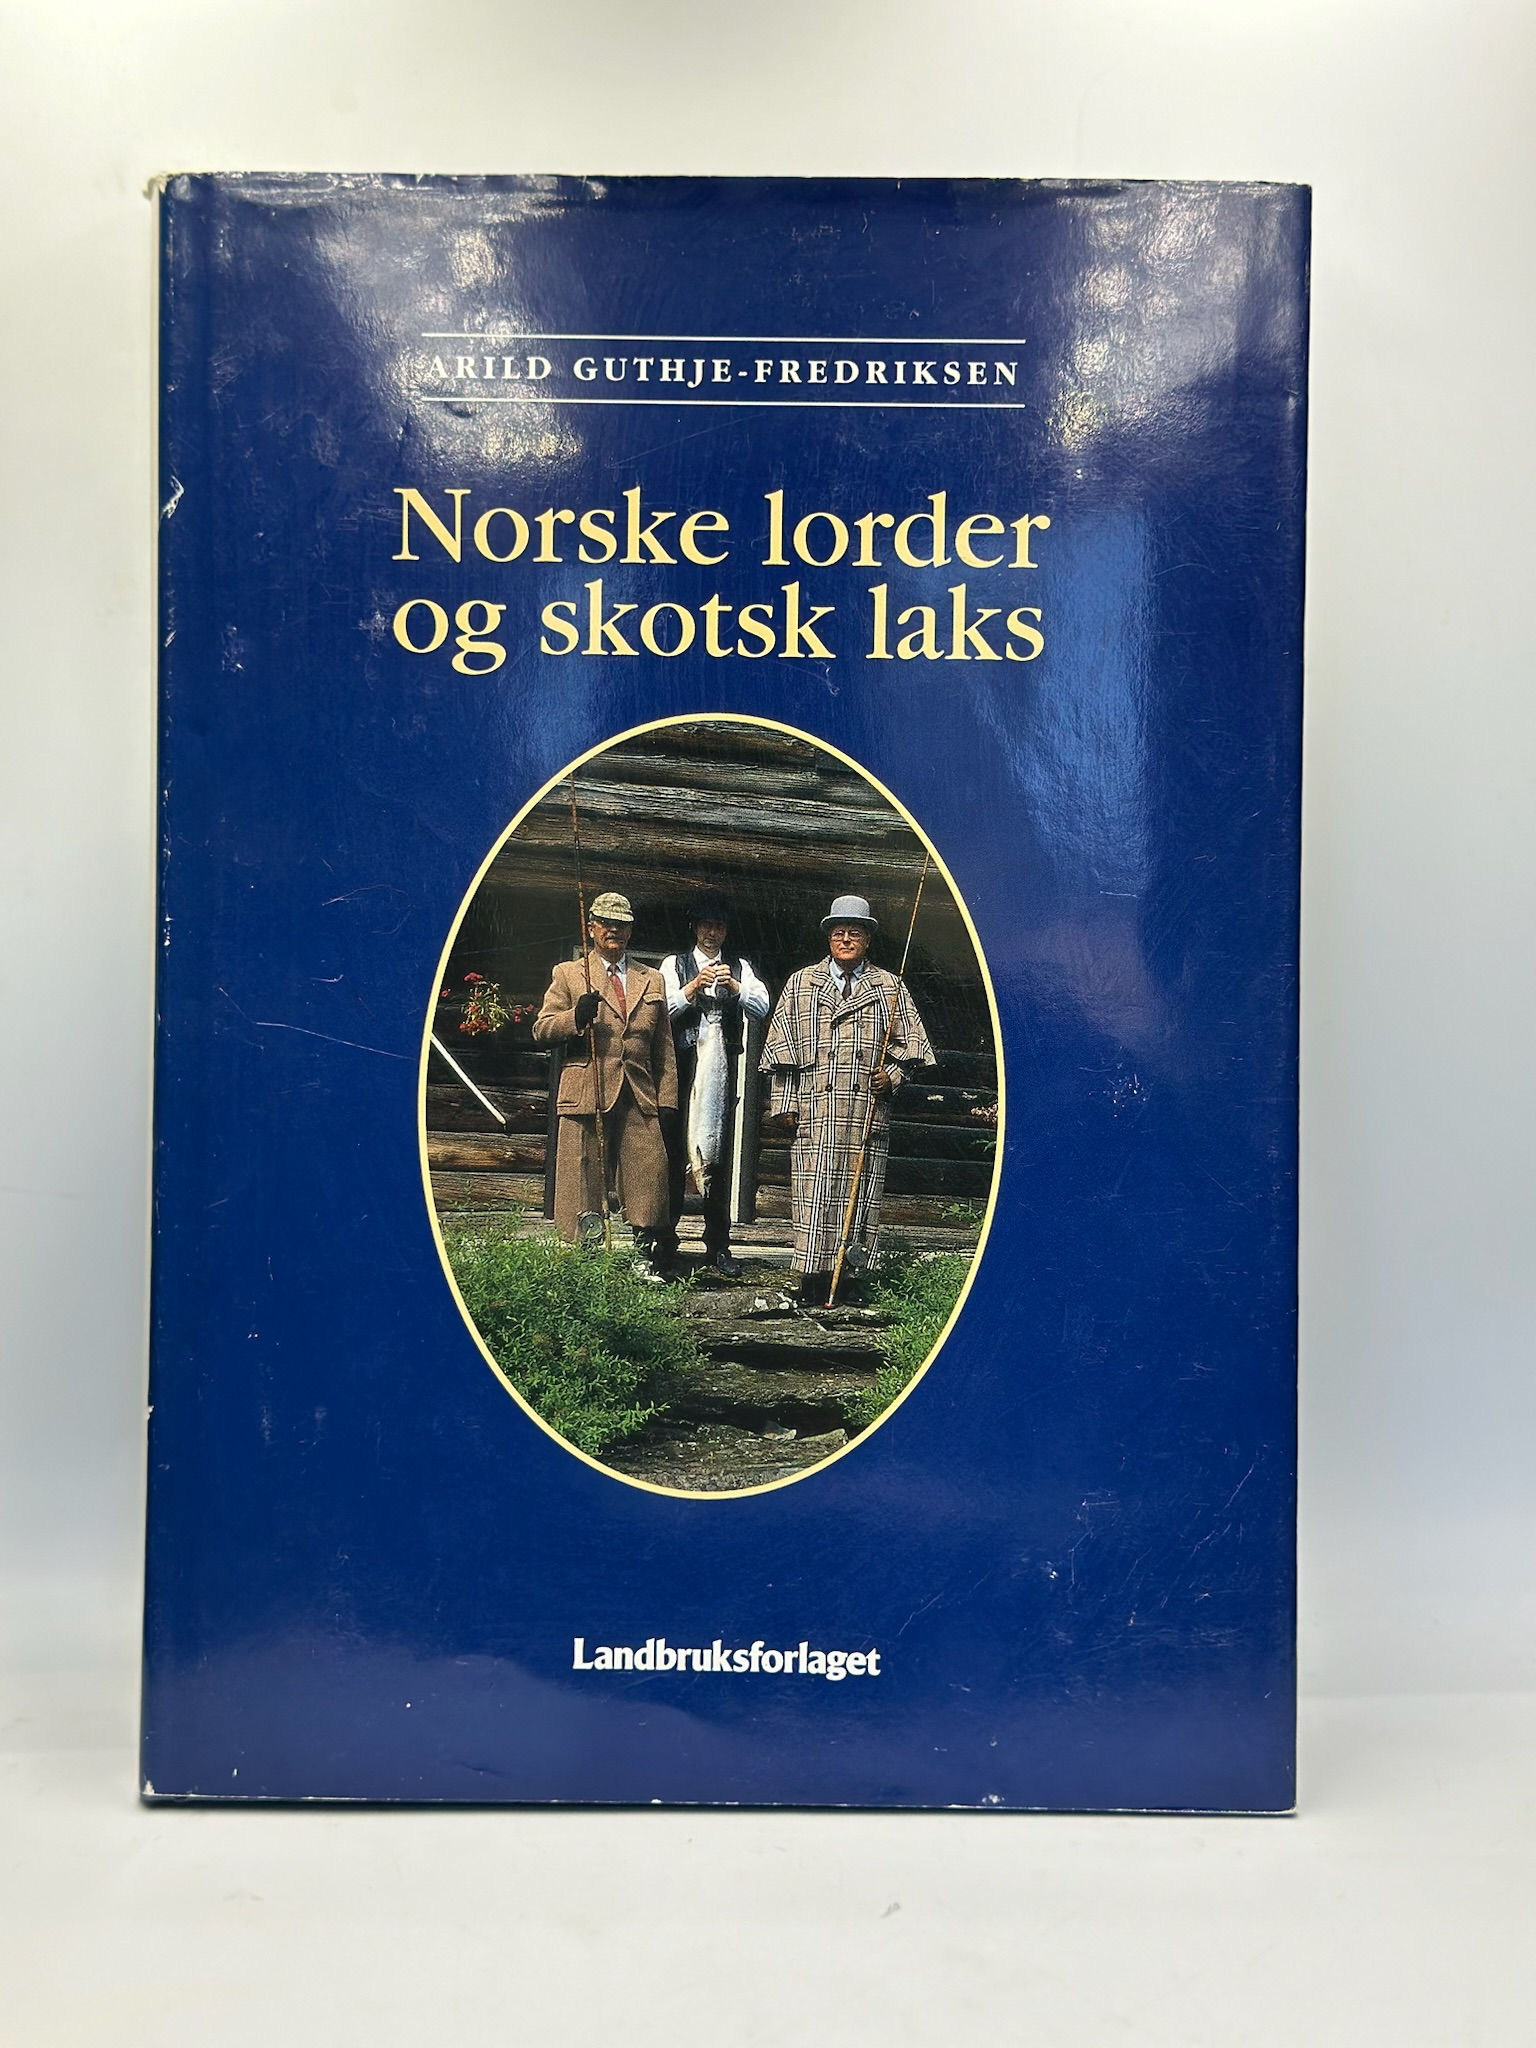 ARILD GUTHJE-FREDRIKSEN
Norske lorder
og skotsk laks
Landbruksforlaget